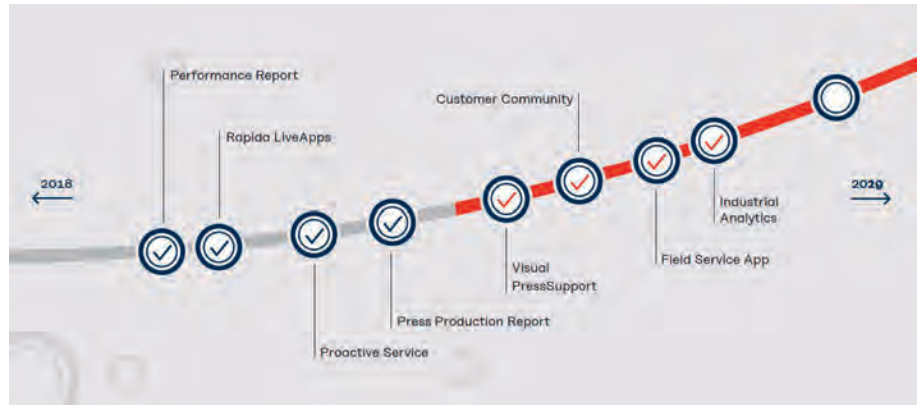 Performance Report
Rapida LiveApps
Customer Community
2018
Industrial
Analytics
Field Service App
Visual
PressSupport
Press Production Report
Proactive Service